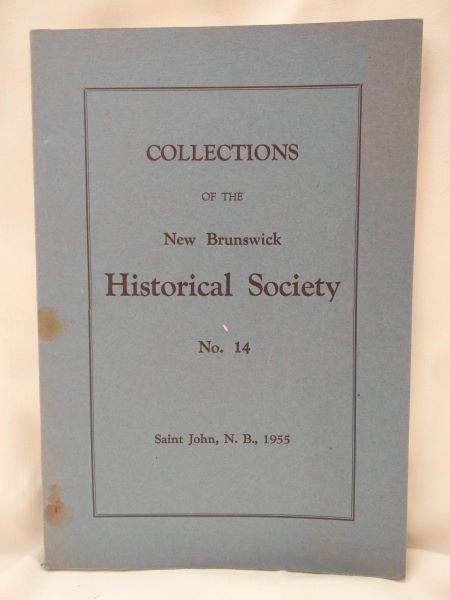 COLLECTIONS
OF THE
New Brunswick
Historical Society
No. 14
Saint John, N. B., 1955